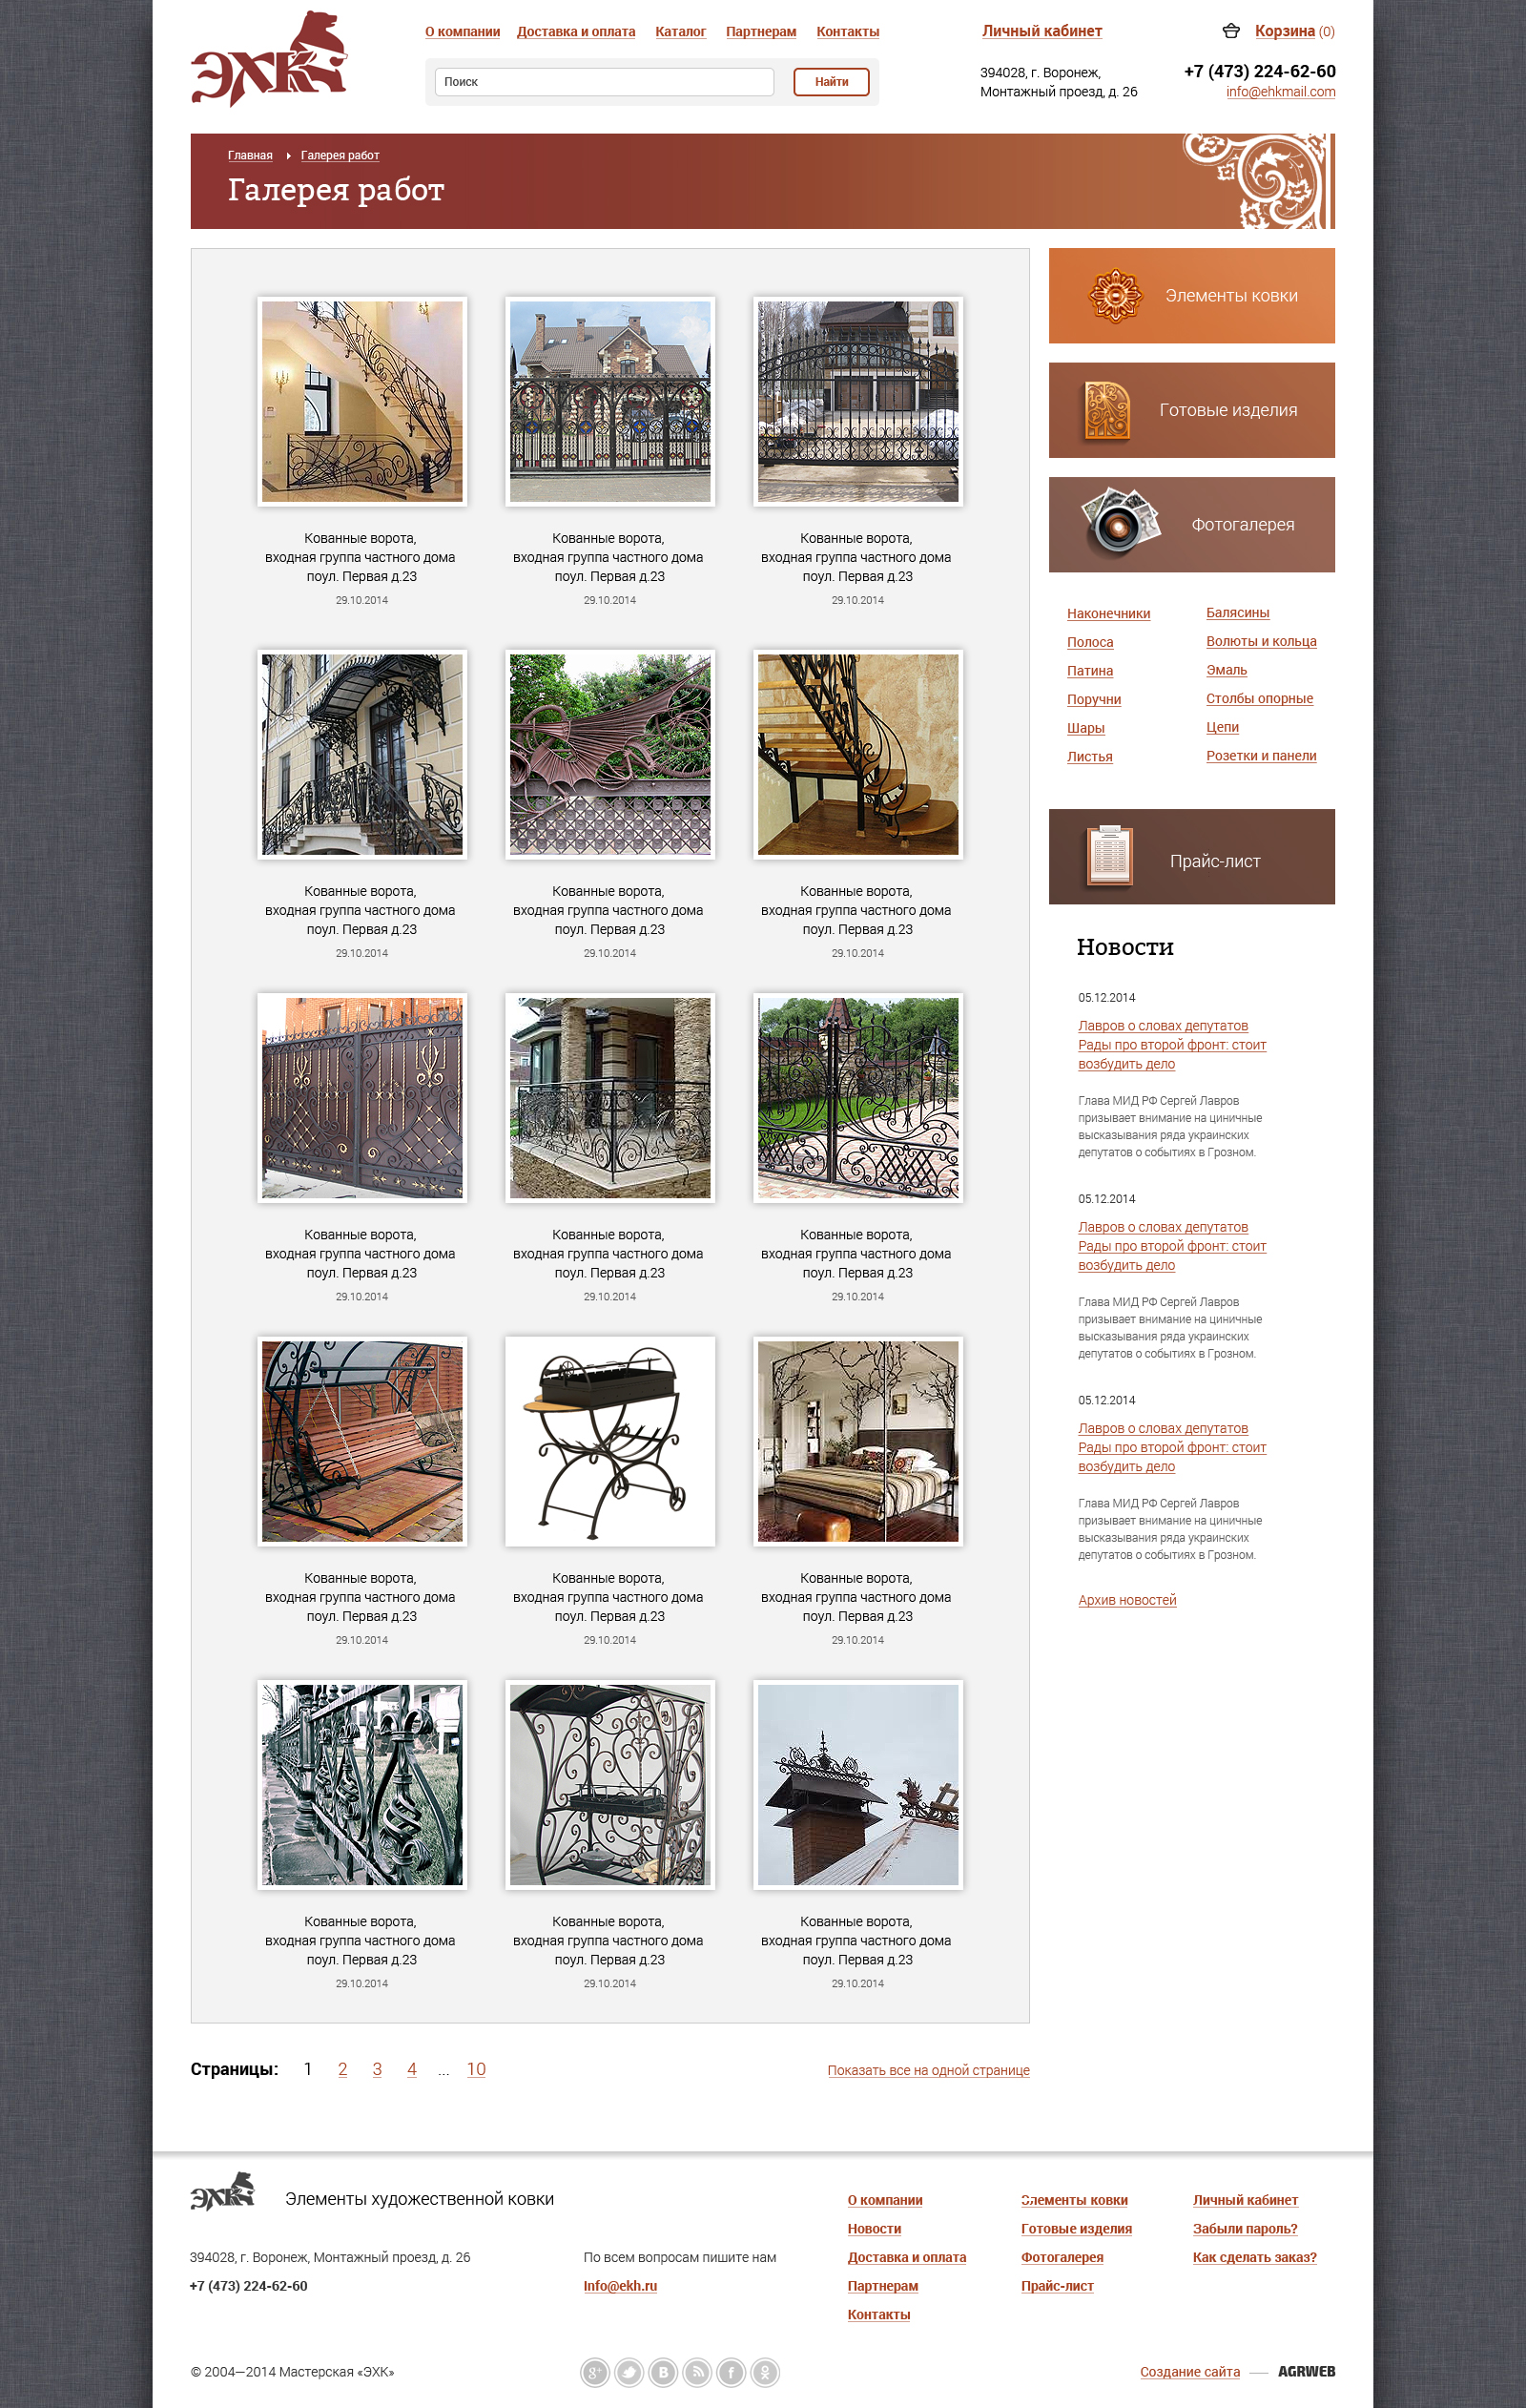 ЭХК
О компании Доставка и оплата Каталог Партнерам Контакты
Личный кабинет
Корзина (0)
Поиск
Найти
394028, г. Воронеж,
Монтажный проезд, д. 26
+7 (473) 224-62-60
info@ehkmail.com
Главная Галерея работ
Галерея работ
Кованные ворота,
входная группа частного дома
поул. Первая д.23
29.10.2014
Кованные ворота,
входная группа частного дома
поул. Первая д.23
29.10.2014
Кованные ворота,
входная группа частного дома
поул. Первая д.23
29.10.2014
Кованные ворота,
входная группа частного дома
поул. Первая д.23
29.10.2014
Кованные ворота,
входная группа частного дома
поул. Первая д.23
29.10.2014
Кованные ворота,
входная группа частного дома
поул. Первая д.23
29.10.2014
Кованные ворота,
входная группа частного дома
поул. Первая д.23
29.10.2014
Кованные ворота,
входная группа частного дома
поул. Первая д.23
29.10.2014
Кованные ворота,
входная группа частного дома
поул. Первая д.23
29.10.2014
Кованные ворота,
входная группа частного дома
поул. Первая д.23
29.10.2014
Кованные ворота,
входная группа частного дома
поул. Первая д.23
29.10.2014
Кованные ворота,
входная группа частного дома
поул. Первая д.23
29.10.2014
Кованные ворота,
входная группа частного дома
поул. Первая д.23
29.10.2014
Кованные ворота,
входная группа частного дома
поул. Первая д.23
29.10.2014
Кованные ворота,
входная группа частного дома
поул. Первая д.23
29.10.2014
Страницы: 1 2 3 4 ... 10
Показать все на одной странице
Элементы ковки
Готовые изделия
Фотогалерея
Наконечники
Полоса
Патина
Поручни
Шары
Листья
Балясины
Волюты и кольца
Эмаль
Столбы опорные
Цепи
Розетки и панели
Прайс-лист
Новости
05.12.2014
Лавров о словах депутатов
Рады про второй фронт: стоит
возбудить дело
Глава МИД РФ Сергей Лавров
призывает внимание на циничные
высказывания ряда украинских
депутатов о событиях в Грозном.
05.12.2014
Лавров о словах депутатов
Рады про второй фронт: стоит
возбудить дело
Глава МИД РФ Сергей Лавров
призывает внимание на циничные
высказывания ряда украинских
депутатов о событиях в Грозном.
05.12.2014
Лавров о словах депутатов
Рады про второй фронт: стоит
возбудить дело
Глава МИД РФ Сергей Лавров
призывает внимание на циничные
высказывания ряда украинских
депутатов о событиях в Грозном.
Архив новостей
ЭХК
Элементы художественной ковки
394028, г. Воронеж, Монтажный проезд, д. 26
+7 (473) 224-62-60
По всем вопросам пишите нам
Info@ekh.ru
О компании
Новости
Доставка и оплата
Партнерам
Контакты
Элементы ковки
Готовые изделия
Фотогалерея
Прайс-лист
Личный кабинет
Забыли пароль?
Как сделать заказ?
© 2004—2014 Мастерская «ЭХК»
g+ B f
Создание сайта — AGRWEB